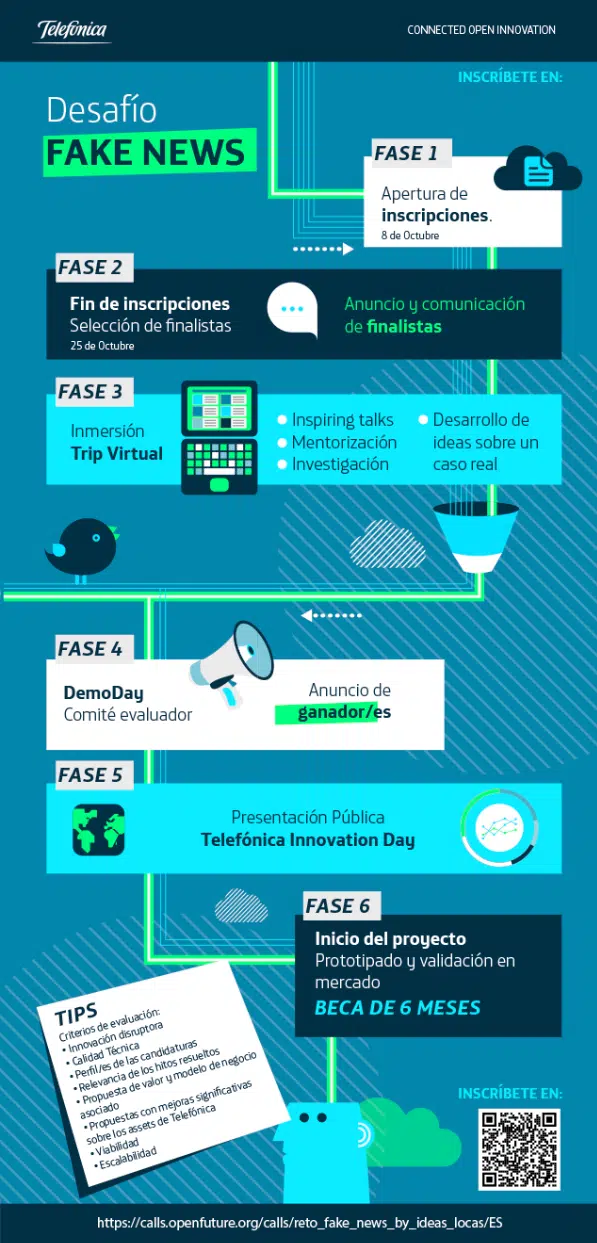 Telefónica
CONNECTED OPEN INNOVATION
INSCRÍBETE EN:
Desafío
FAKE NEWS
FASE 1
Apertura de
inscripciones.
8 de Octubre
FASE 2
Fin de inscripciones
Selección de finalistas
25 de Octubre
Anuncio y comunicación
de finalistas
FASE 3
Inmersión
Trip Virtual
Inspiring talks
Mentorización
Investigación
Desarrollo de
ideas sobre un
caso real
FASE 4
DemoDay
Comité evaluador
Anuncio de
ganador/es
FASE 5
Presentación Pública
Telefónica Innovation Day
FASE 6
Inicio del proyecto
Prototipado y validación en
mercado
BECA DE 6 MESES
TIPS
Criterios de evaluación:
• Innovación disruptora
• Calidad Técnica
• Perfil/es de las candidaturas
• Relevancia de los hitos resueltos
• Propuesta de valor y modelo de negocio
asociado
• Propuestas con mejoras significativas
sobre los assets de Telefónica
• Viabilidad
• Escalabilidad
INSCRÍBETE EN:
https://calls.openfuture.org/calls/reto_fake_news_by_ideas_locas/ES